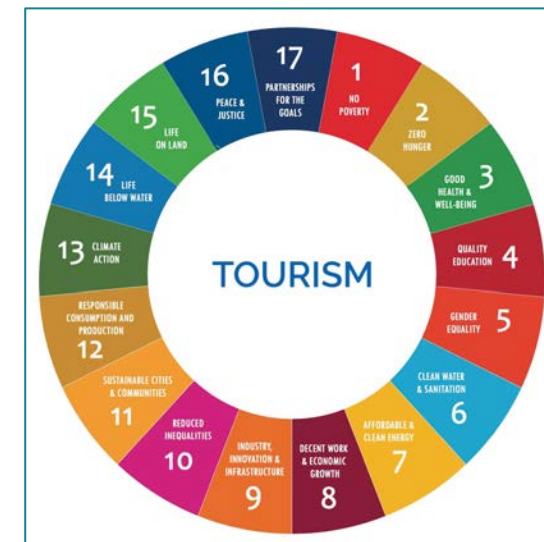 TOURISM
1
NO
POVERTY
2
ZERO
HUNGER
GOOD
HEALTH &
WELL-BEING
3
QUALITY
EDUCATION
4
GENDER
EQUALITY
5
CLEAN WATER
& SANITATION
6
AFFORDABLE &
CLEAN ENERGY
7
DECENT WORK
& ECONOMIC
GROWTH
8
INDUSTRY,
INNOVATION &
INFRASTRUCTURE
9
REDUCED
INEQUALITIES
10
SUSTAINABLE CITIES
& COMMUNITIES
11
RESPONSIBLE
CONSUMPTION AND
PRODUCTION
12
13 CLIMATE
ACTION
14 LIFE
BELOW WATER
15
LIFE
ON LAND
16
PEACE &
JUSTICE
17
PARTNERSHIPS
FOR THE
GOALS